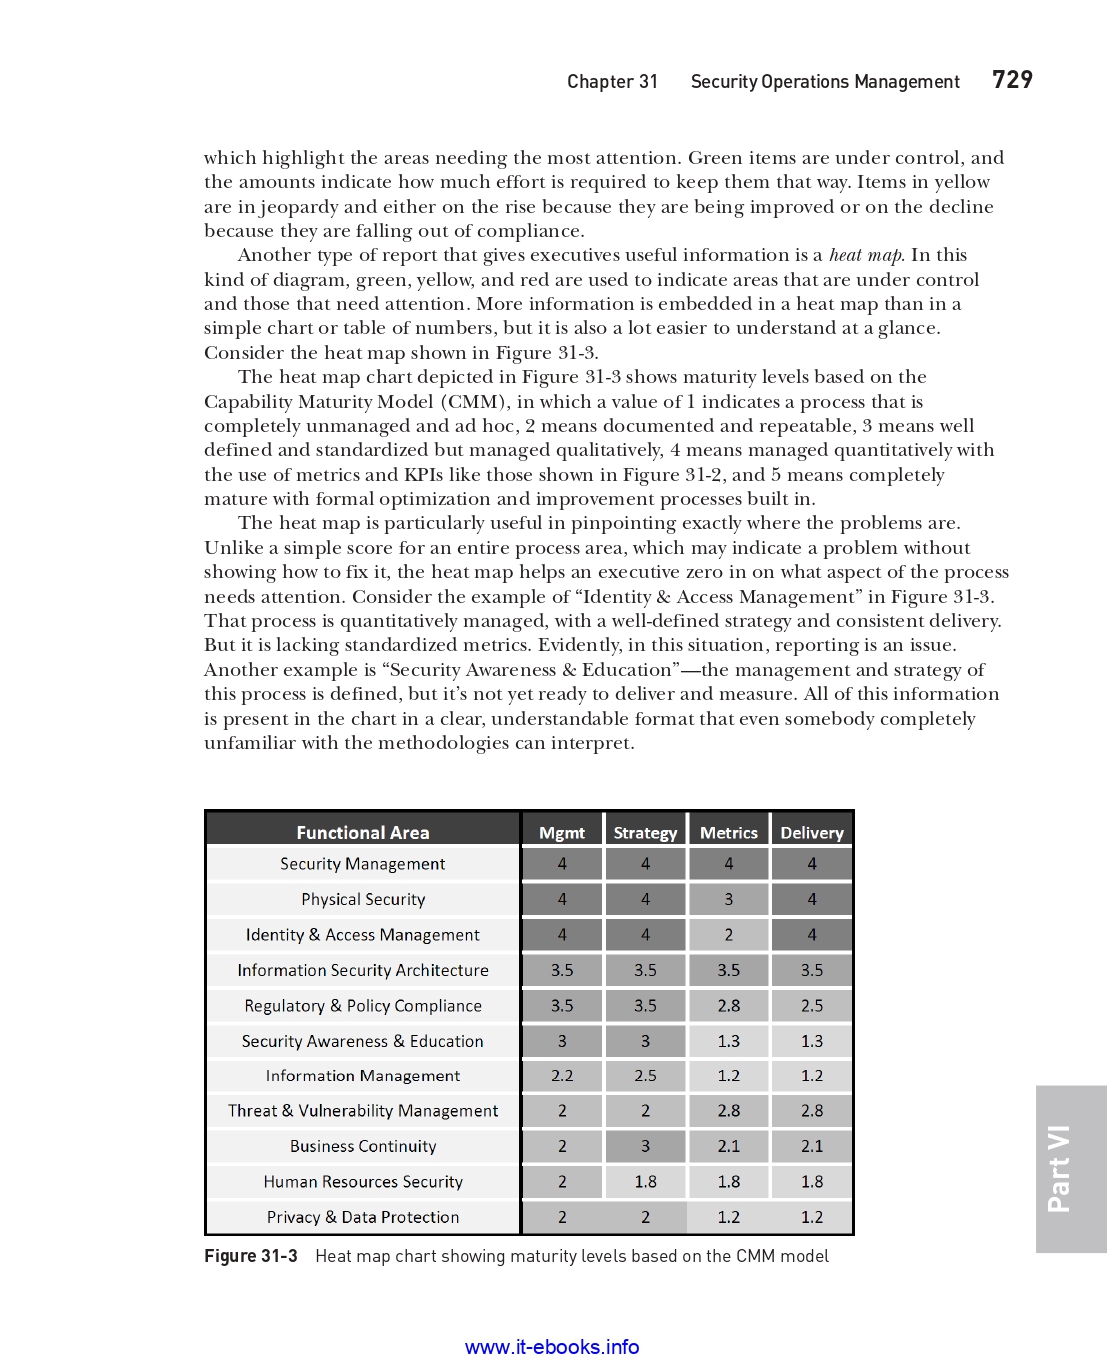 Chapter 31 Security Operations Management 729
which highlight the areas needing the most attention. Green items are under control, and
the amounts indicate how much effort is required to keep them that way. Items in yellow
are in jeopardy and either on the rise because they are being improved or on the decline
because they are falling out of compliance.
Another type of report that gives executives useful information is a heat map. In this
kind of diagram, green, yellow, and red are used to indicate areas that are under control
and those that need attention. More information is embedded in a heat map than in a
simple chart or table of numbers, but it is also a lot easier to understand at a glance.
Consider the heat map shown in Figure 31-3.
The heat map chart depicted in Figure 31-3 shows maturity levels based on the
Capability Maturity Model (CMM), in which a value of 1 indicates a process that is
completely unmanaged and ad hoc, 2 means documented and repeatable, 3 means well
defined and standardized but managed qualitatively, 4 means managed quantitatively with
the use of metrics and KPIs like those shown in Figure 31-2, and 5 means completely
mature with formal optimization and improvement processes built in.
The heat map is particularly useful in pinpointing exactly where the problems are.
Unlike a simple score for an entire process area, which may indicate a problem without
showing how to fix it, the heat map helps an executive zero in on what aspect of the process
needs attention. Consider the example of “Identity & Access Management” in Figure 31-3.
That process is quantitatively managed, with a well-defined strategy and consistent delivery.
But it is lacking standardized metrics. Evidently, in this situation, reporting is an issue.
Another example is “Security Awareness & Education”—the management and strategy of
this process is defined, but it’s not yet ready to deliver and measure. All of this information
is present in the chart in a clear, understandable format that even somebody completely
unfamiliar with the methodologies can interpret.
Functional Area Mgmt Strategy Metrics Delivery
Security Management 4 4 4 4
Physical Security 4 4 3 4
Identity & Access Management 4 4 2 4
Information Security Architecture 3.5 3.5 3.5 3.5
Regulatory & Policy Compliance 3.5 3.5 2.8 2.5
Security Awareness & Education 3 3 1.3 1.3
Information Management 2.2 2.5 1.2 1.2
Threat & Vulnerability Management 2 2 2.8 2.8
Business Continuity 2 3 2.1 2.1
Human Resources Security 2 1.8 1.8 1.8
Privacy & Data Protection 2 2 1.2 1.2
Figure 31-3 Heat map chart showing maturity levels based on the CMM model
Part VI
www.it-ebooks.info